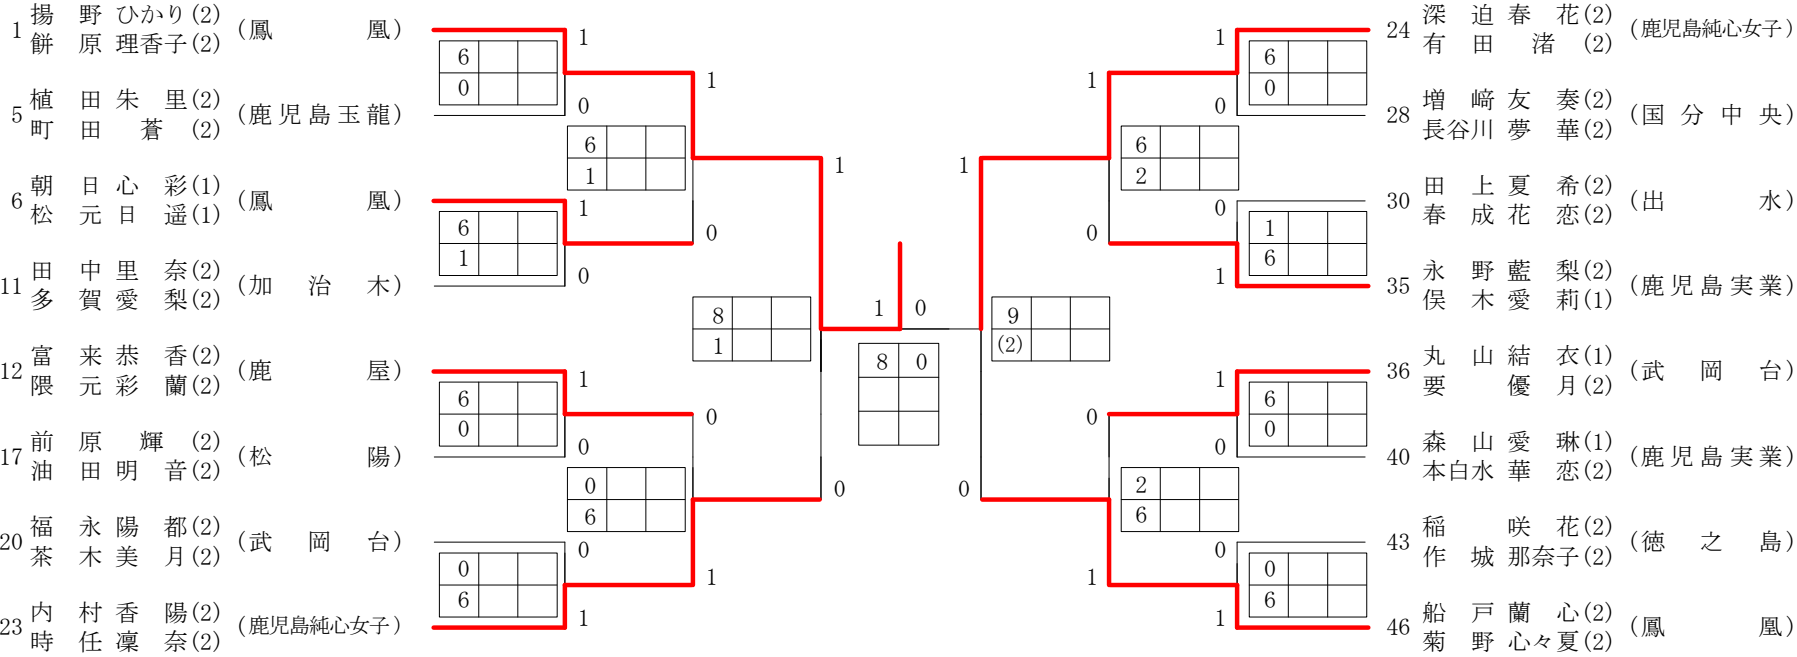 1 揚野ひかり(2) (鳳凰)
餅原理香子(2)
5 植田朱里(2) (鹿児島玉龍)
町田蒼(2)
6 朝日心彩(1) (鳳凰)
松元日遥(1)
11 田中里奈(2) (加治木)
多賀愛梨(2)
12 富来恭香(2) (鹿屋)
隈元彩蘭(2)
17 前原輝(2) (松陽)
油田明音(2)
20 福永陽都(2) (武岡台)
茶木美月(2)
23 内村香陽(2) (鹿児島純心女子)
時任凜奈(2)
1
6
0
0
1
6
1
0
1
6
0
0
0
0
6
1
1
6
1
0
0
0
6
1
1
8
1
0
1 0
8 0
1
9
(2)
0
1
6
2
0
0
2
6
1
1
6
0
0
0
1
6
1
1
6
0
0
0
0
6
1
24 深迫春花(2) (鹿児島純心女子)
有田渚(2)
28 増﨑友奏(2) (国分中央)
長谷川夢華(2)
30 田上夏希(2) (出水)
春成花恋(2)
35 永野藍梨(2) (鹿児島実業)
俣木愛莉(1)
36 丸山結衣(1) (武岡台)
要優月(2)
40 森山愛琳(1) (鹿児島実業)
本白水華恋(2)
43 稲咲花(2) (徳之島)
作城那奈子(2)
46 船戸蘭心(2) (鳳凰)
菊野心々夏(2)